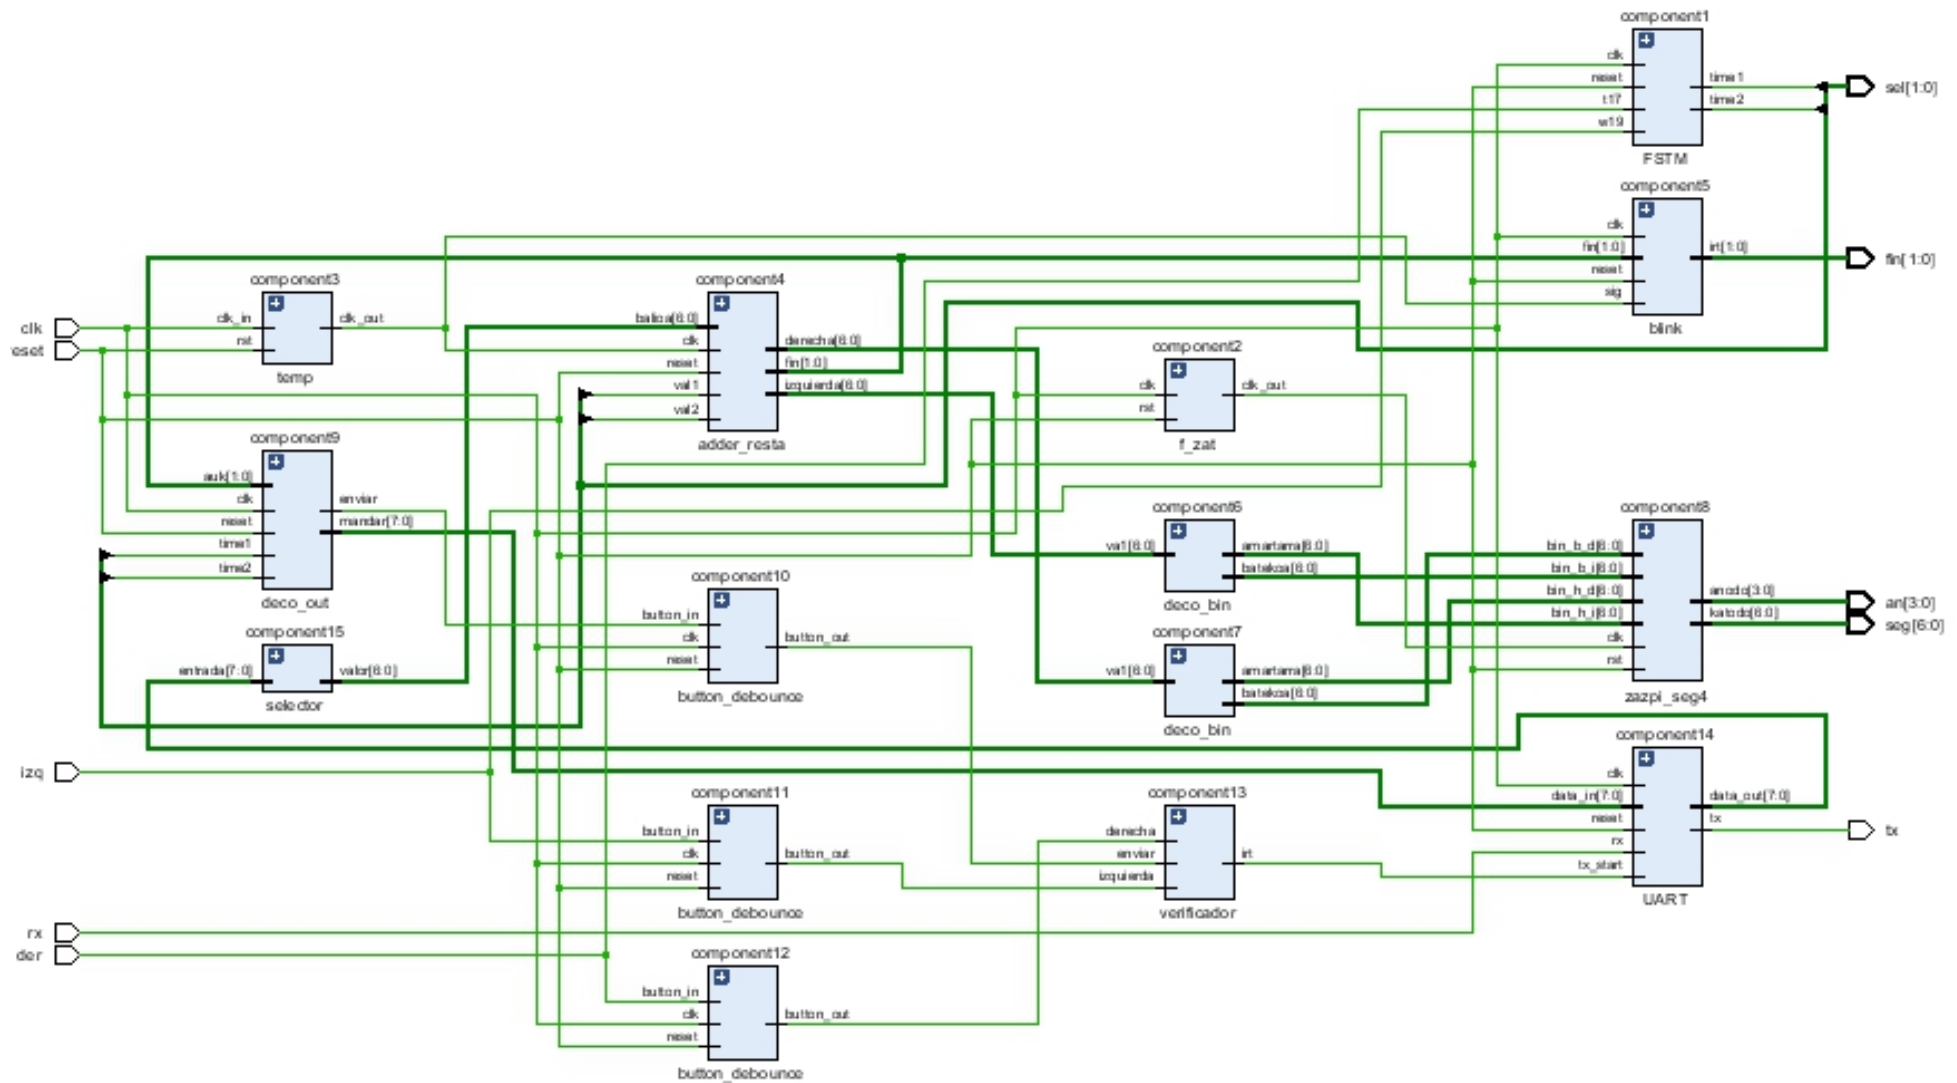 component1
clk
reset
t17
w19
time1
time2
FSTM
sel[1:0]
component5
clk
fin[1:0]
reset
sig
irt[1:0]
blink
fin[1:0]
component3
clk_in
rst
clk_out
temp
clk
eset
component4
clk
reset
val1
val2
derecha[6:0]
fin[1:0]
izquierda[6:0]
adder_resta
component2
clk
rst
clk_out
f_zat
component9
auk[1:0]
clk
reset
time1
time2
enviar
mandar[7:0]
deco_out
component6
va1[6:0]
amartama[6:0]
batekoa[6:0]
deco_bin
component8
bin_b_d[6:0]
bin_b_i[6:0]
bin_h_d[6:0]
bin_h_i[6:0]
clk
rst
anodo[3:0]
katodo[6:0]
zazpi_seg4
an[3:0]
seg[6:0]
component10
button_in
clk
reset
button_out
button_debounce
component15
entrada[7:0]
valor[6:0]
selector
component7
va1[6:0]
amartama[6:0]
batekoa[6:0]
deco_bin
izq
component14
clk
data_in[7:0]
reset
rx
tx_start
data_out[7:0]
tx
UART
tx
component11
button_in
clk
reset
button_out
button_debounce
component13
derecha
enviar
izquierda
irt
verificador
rx
der
component12
button_in
clk
reset
button_out
button_debounce